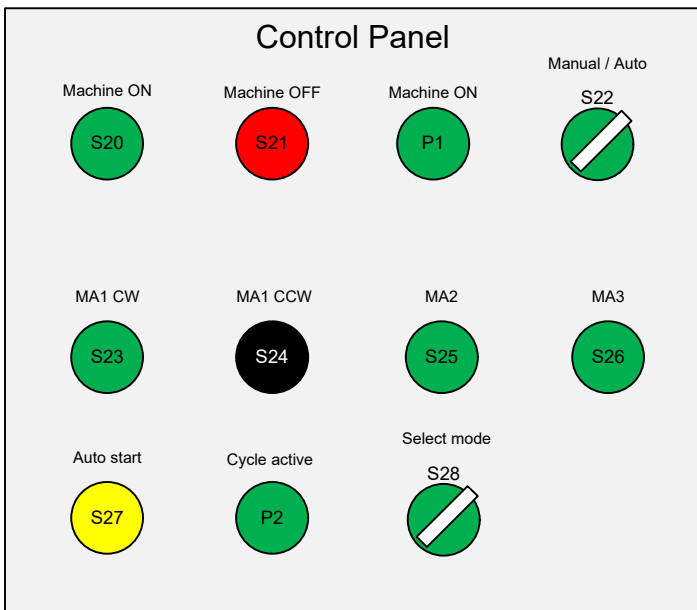 Control Panel
Manual / Auto
Machine ON
Machine OFF
Machine ON
S22
S20
S21
P1
MA1 CW
MA1 CCW
MA2
MA3
S23
S24
S25
S26
Auto start
Cycle active
Select mode
S28
S27
P2